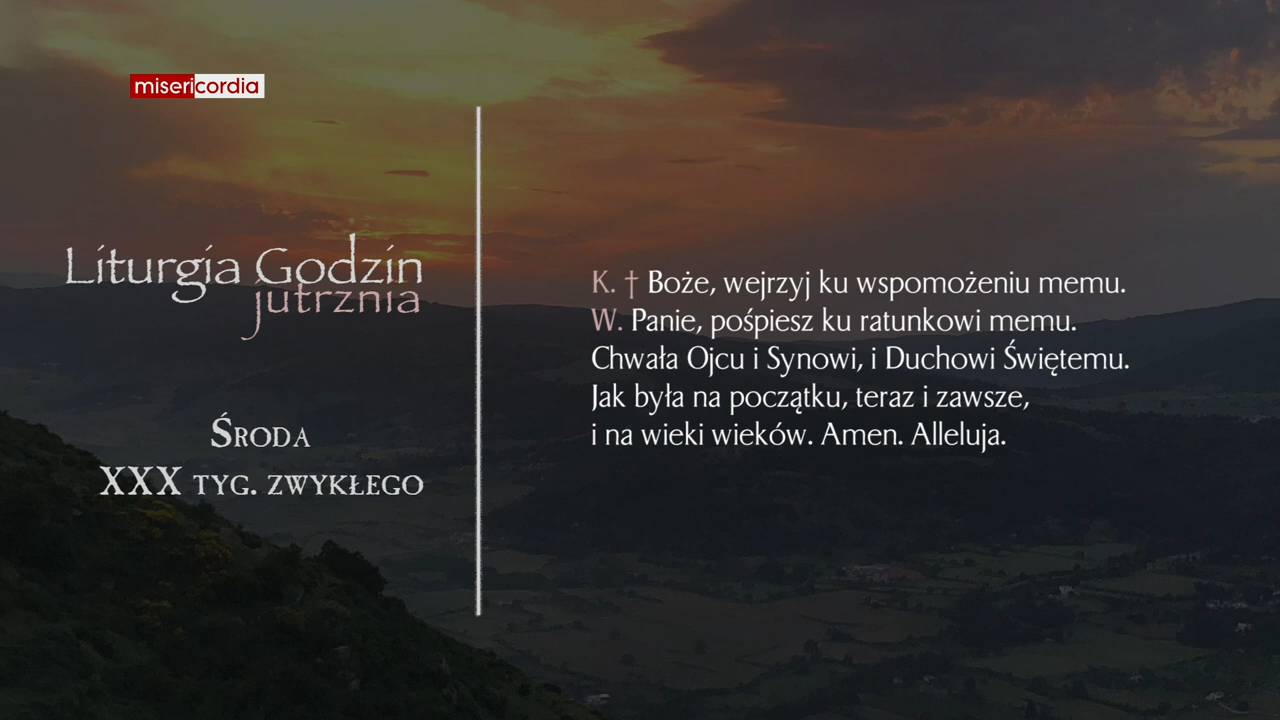 misericordia
Liturgia Godzin
jutrznia
Środa
XXX tyg. zwykłego
K. † Boże, wejrzyj ku wspomożeniu memu.
W. Panie, pośpiesz ku ratunkowi memu.
Chwała Ojcu i Synowi, i Duchowi Świętemu.
Jak była na początku, teraz i zawsze,
i na wieki wieków. Amen. Alleluja.